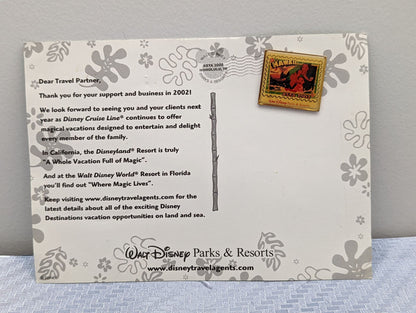 ASTA 2002
HONOLULU, HI
Dear Travel Partner,
Thank you for your support and business in 2002!
We look forward to seeing you and your clients next
year as Disney Cruise Line® continues to offer
magical vacations designed to entertain and delight
every member of the family.
In California, the Disneyland® Resort is truly
"A Whole Vacation Full of Magic".
And at the Walt Disney World® Resort in Florida
you'll find out "Where Magic Lives".
Keep visiting www.disneytravelagents.com for the
latest details about all of the exciting Disney
Destinations vacation opportunities on land and sea.
WALT DISNEY Parks & Resorts
www.disneytravelagents.com